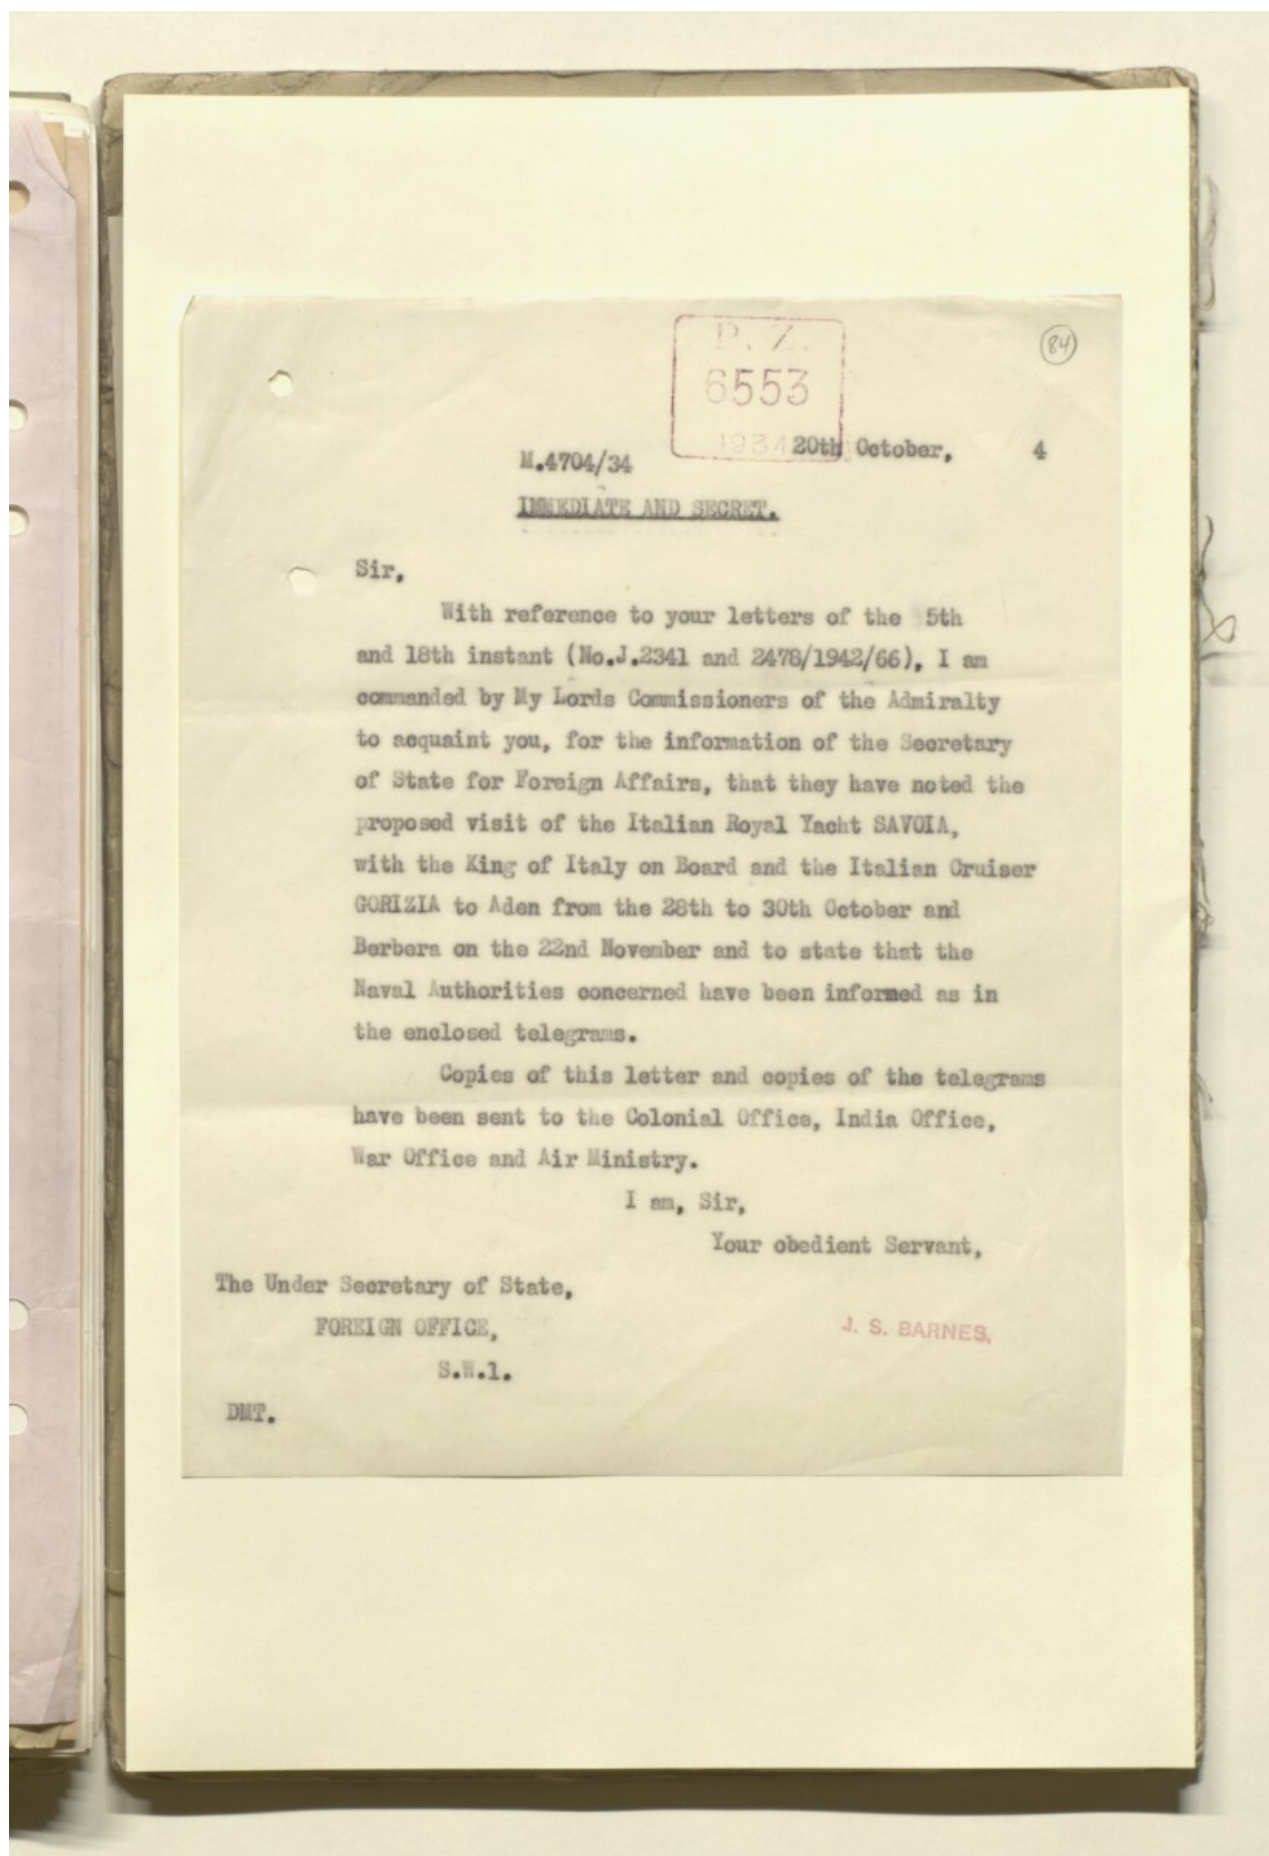 P. Z.
6553
1934
84
20th October, 4
M.4704/34
IMMEDIATE AND SECRET.
Sir,
With reference to your letters of the 5th
and 18th instant (No.J.2341 and 2478/1942/66), I am
commanded by My Lords Commissioners of the Admiralty
to acquaint you, for the information of the Secretary
of State for Foreign Affairs, that they have noted the
proposed visit of the Italian Royal Yacht SAVOIA,
with the King of Italy on Board and the Italian Cruiser
GORIZIA to Aden from the 28th to 30th October and
Berbera on the 22nd November and to state that the
Naval Authorities concerned have been informed as in
the enclosed telegrams.
Copies of this letter and copies of the telegrams
have been sent to the Colonial Office, India Office,
War Office and Air Ministry.
I am, Sir,
Your obedient Servant,
The Under Secretary of State,
FOREIGN OFFICE,
J. S. BARNES.
S.W.1.
DMT.